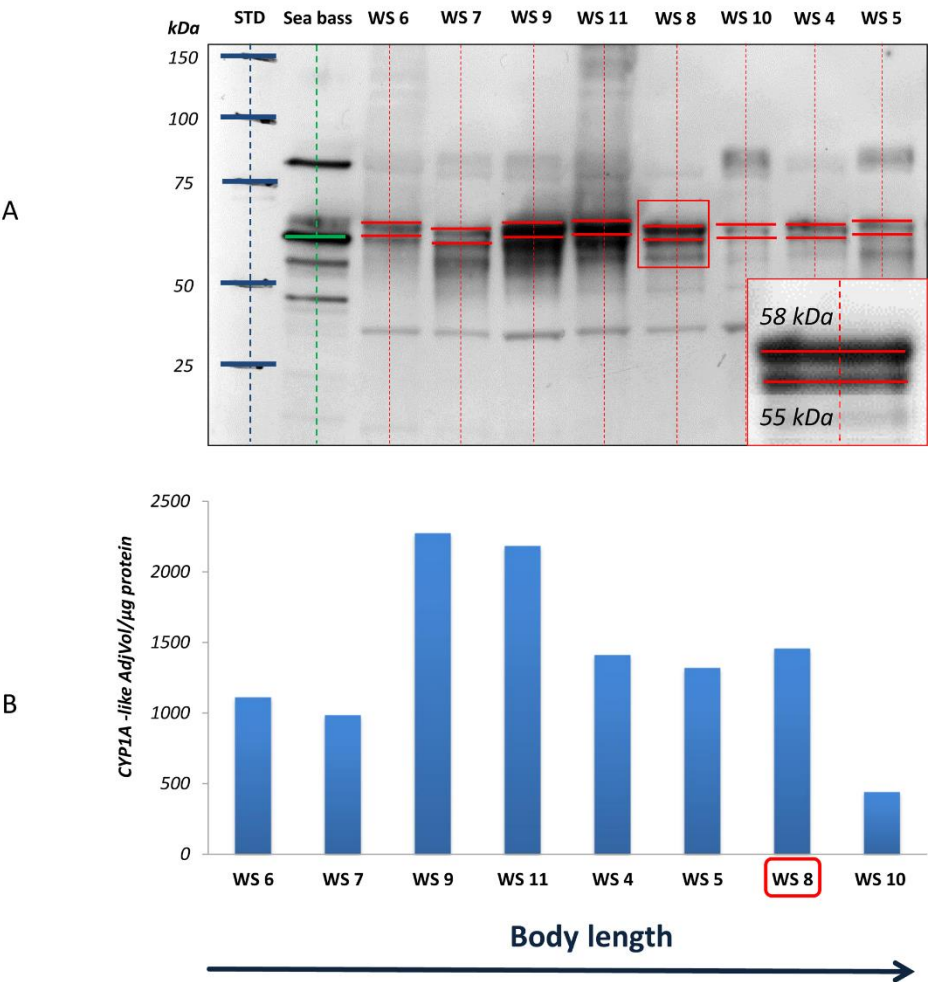 kDa STD Sea bass WS 6 WS 7 WS 9 WS 11 WS 8 WS 10 WS 4 WS 5
150
100
75
A
50
58 kDa
25
55 kDa
2500
2000
1500
1000
500
0
CYP1A -like AdjVol/µg protein
B
WS 6 WS 7 WS 9 WS 11 WS 4 WS 5 WS 8 WS 10
Body length